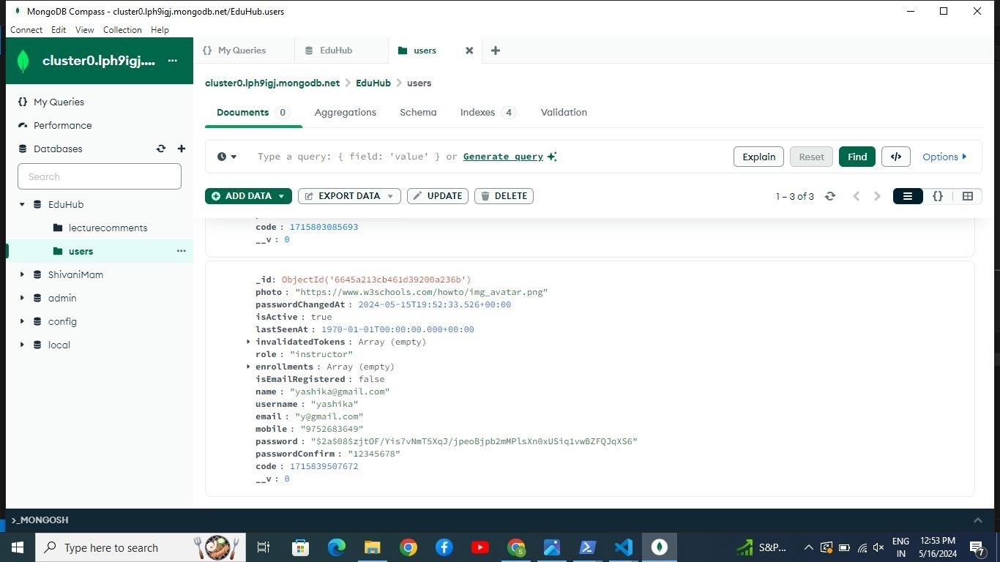 MongoDB Compass - cluster0.lph9igj.mongodb.net/EduHub.users
Connect Edit View Collection Help
cluster0.lph9igj.... ...
{} My Queries
Performance
Databases
Search
EduHub
lecturecomments
users ...
ShivaniMam
admin
config
local
{} My Queries
EduHub
users
cluster0.lph9igj.mongodb.net > EduHub > users
Documents 0 Aggregations Schema Indexes 4 Validation
Type a query: { field: 'value' } or Generate query
Explain Reset Find </> Options
ADD DATA EXPORT DATA UPDATE DELETE 1 – 3 of 3 {}
code : 1715803085693
__v : 0
_id: ObjectId('6645a213cb461d39200a236b')
photo : "https://www.w3schools.com/howto/img_avatar.png"
passwordChangedAt : 2024-05-15T19:52:33.526+00:00
isActive : true
lastSeenAt : 1970-01-01T00:00:00.000+00:00
invalidatedTokens : Array (empty)
role : "instructor"
enrollments : Array (empty)
isEmailRegistered : false
name : "yashika@gmail.com"
username : "yashika"
email : "y@gmail.com"
mobile : "9752683649"
password : "$2a$08$zjtOF/Yis7vNmT5XqJ/jpeoBjpb2mMPlsXn0xUSiq1vwBZFQJqXS6"
passwordConfirm : "12345678"
code : 1715839507672
__v : 0
>_MONGOSH
Type here to search
S&P...
ENG
IN
12:53 PM
5/16/2024
7